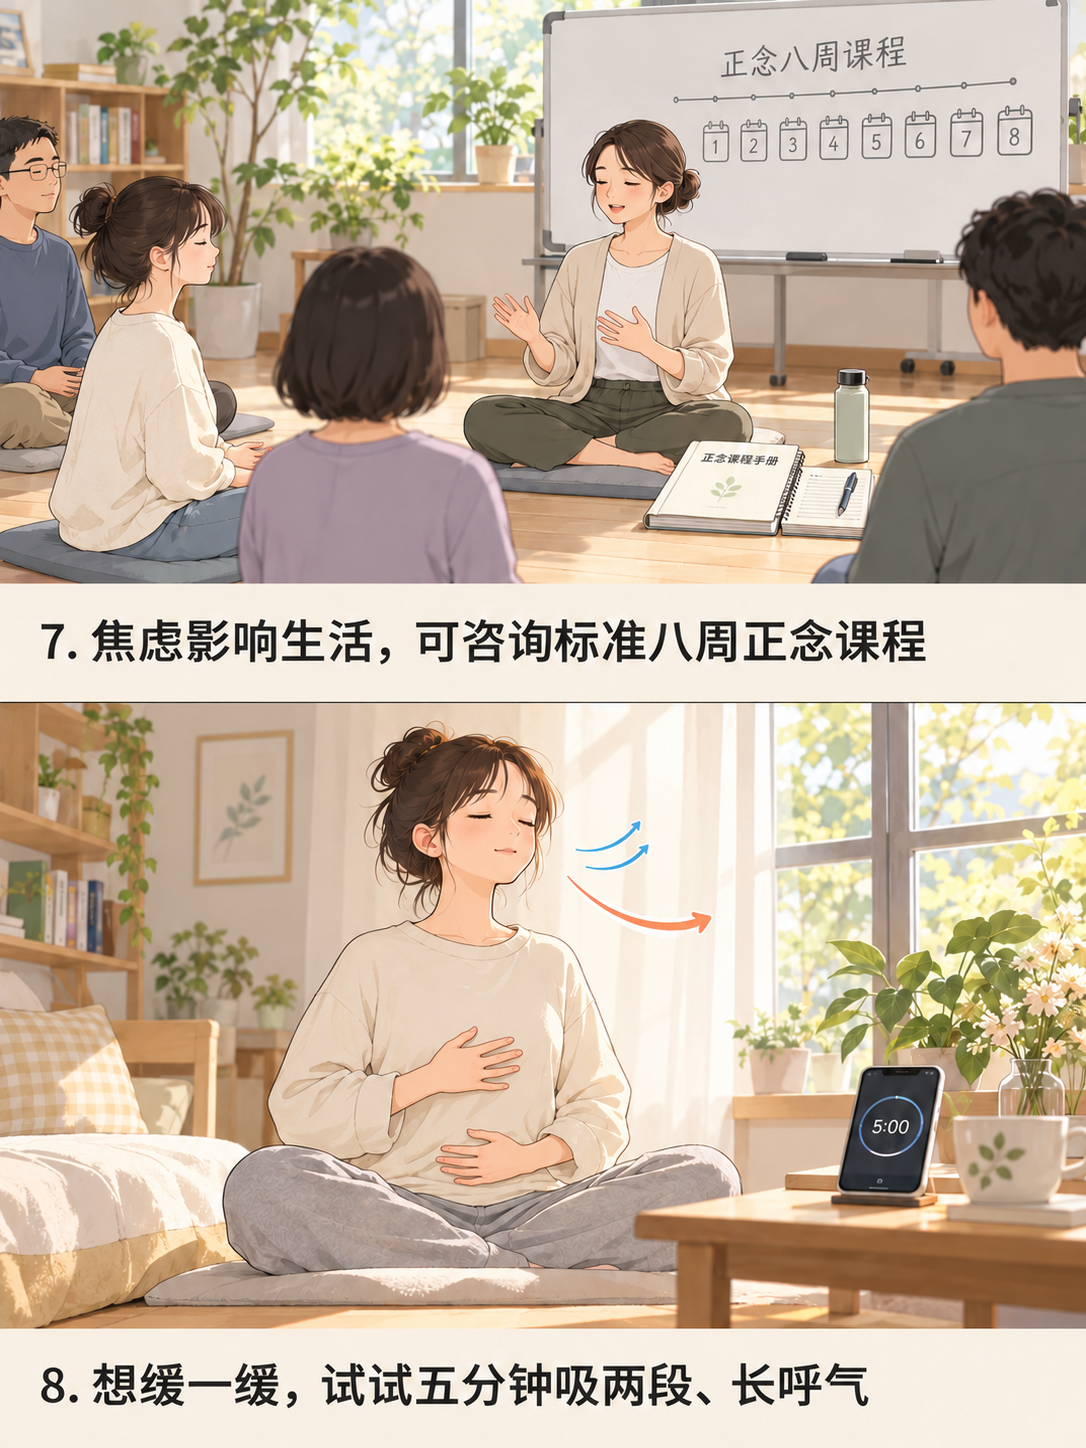 正念八周课程
1 2 3 4 5 6 7 8
正念课程手册
7. 焦虑影响生活，可咨询标准八周正念课程
5:00
8. 想缓一缓，试试五分钟吸两段、长呼气